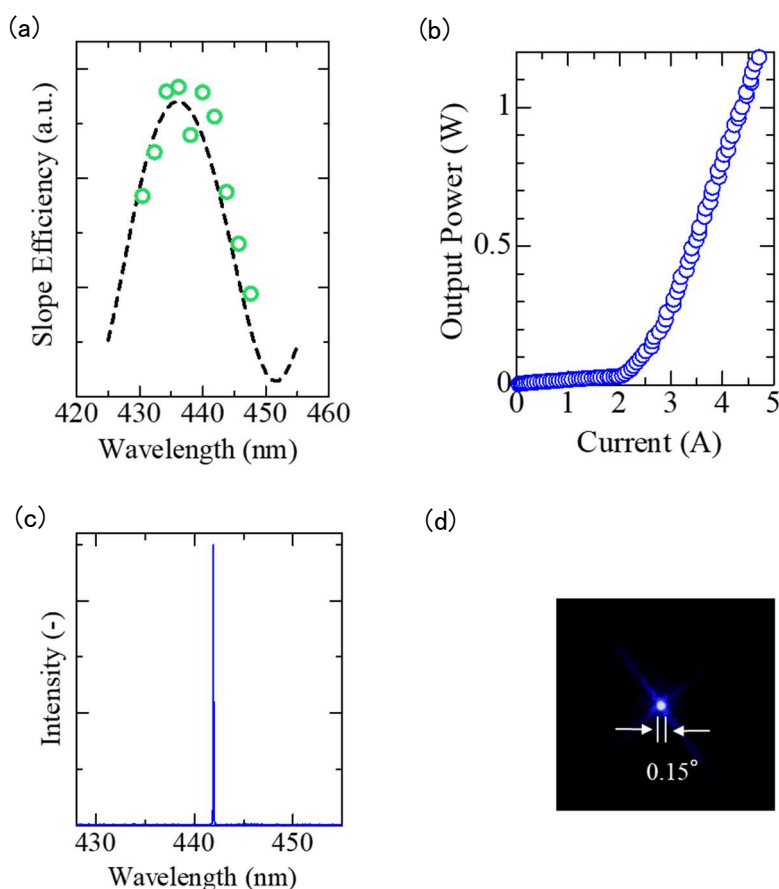 (a)
Slope Efficiency (a.u.)
420 430 440 450 460
Wavelength (nm)
(b)
Output Power (W)
1
0.5
0
0 1 2 3 4 5
Current (A)
(c)
Intensity (-)
430 440 450
Wavelength (nm)
(d)
0.15°